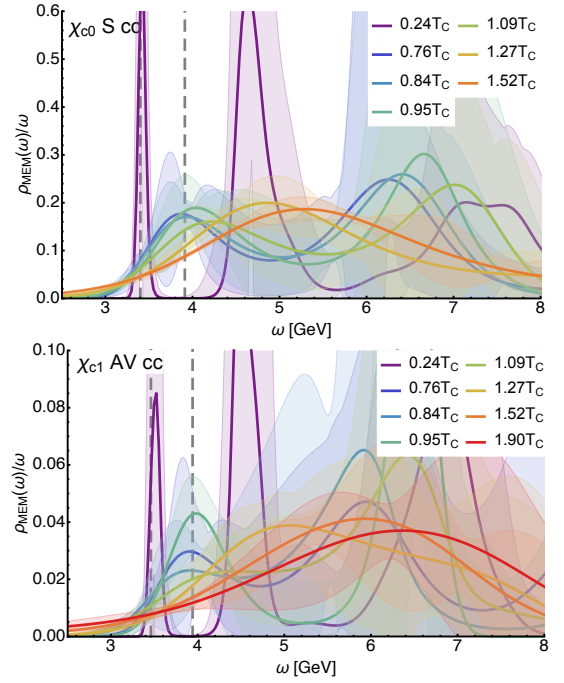 0.6
0.5
0.4
0.3
0.2
0.1
0.0
ρMEM(ω)/ω
χc0 S cc
0.24TC 1.09TC
0.76TC 1.27TC
0.84TC 1.52TC
0.95TC
3 4 5 6 7 8
ω [GeV]
0.10
0.08
0.06
0.04
0.02
0.00
ρMEM(ω)/ω
χc1 AV cc
0.24TC 1.09TC
0.76TC 1.27TC
0.84TC 1.52TC
0.95TC 1.90TC
3 4 5 6 7 8
ω [GeV]